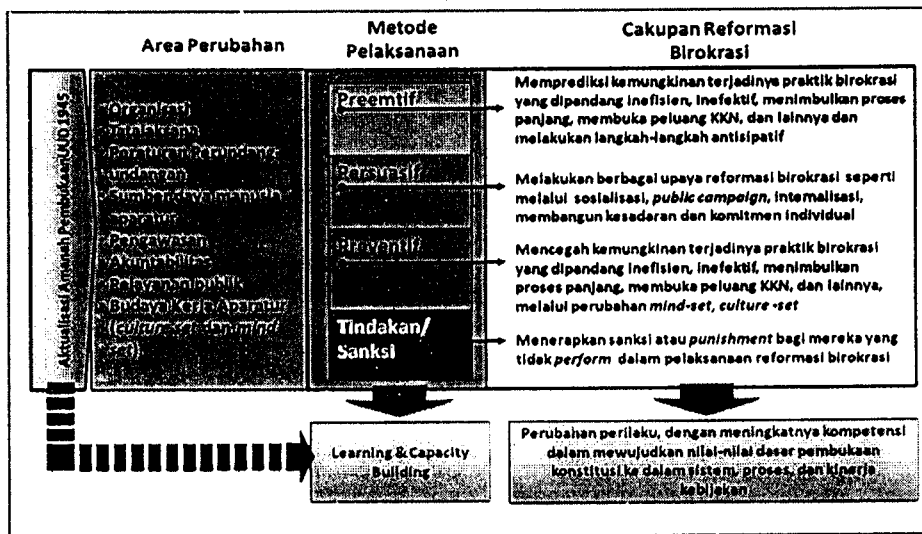 Area Perubahan
Metode
Pelaksanaan
Cakupan Reformasi
Birokrasi
Aktualisasi Amanah Pembukaan UUD 1945
Organisasi
Tatalaksana
Peraturan Perundang-
undangan
Sumber daya manusia
aparatur
Pengawasan
Akuntabilitas
Pelayanan publik
Budaya Kerja Aparatur
(culture-set dan mind-
set)
Preemtif
Persuasif
Preventif
Tindakan/
Sanksi
Memprediksi kemungkinan terjadinya praktik birokrasi
yang dipandang inefisien, inefektif, menimbulkan proses
panjang, membuka peluang KKN, dan lainnya dan
melakukan langkah-langkah antisipatif
Melakukan berbagai upaya reformasi birokrasi seperti
melalui sosialisasi, public campaign, internalisasi,
membangun kesadaran dan komitmen individual
Mencegah kemungkinan terjadinya praktik birokrasi
yang dipandang inefisien, inefektif, menimbulkan
proses panjang, membuka peluang KKN, dan lainnya,
melalui perubahan mind-set, culture -set
Menerapkan sanksi atau punishment bagi mereka yang
tidak perform dalam pelaksanaan reformasi birokrasi
Learning & Capacity
Building
Perubahan perilaku, dengan meningkatnya kompetensi
dalam mewujudkan nilai-nilai dasar pembukaan
konstitusi ke dalam sistem, proses, dan kinerja
kebijakan